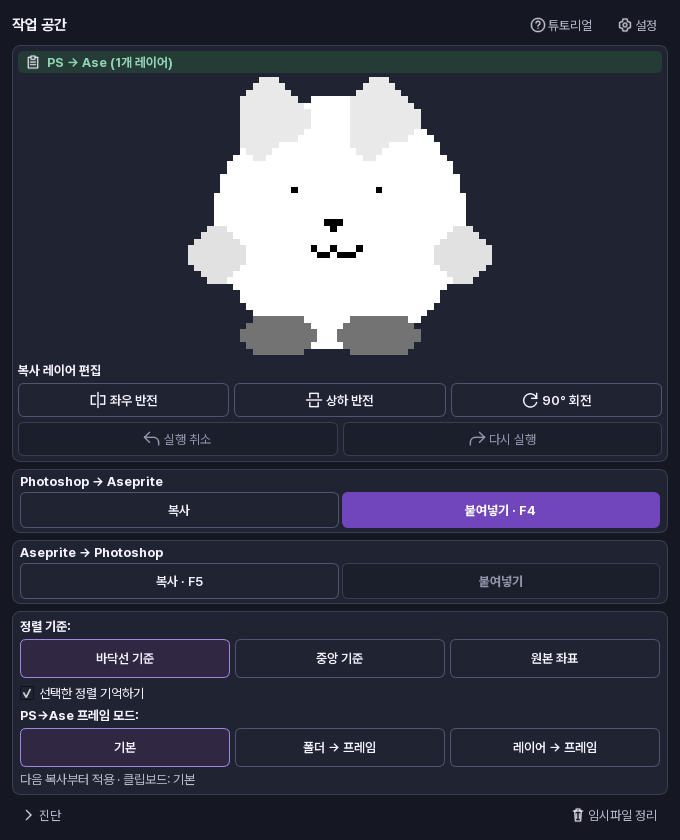 작업 공간
튜토리얼
설정
PS → Ase (1개 레이어)
복사 레이어 편집
좌우 반전
상하 반전
90° 회전
실행 취소
다시 실행
Photoshop → Aseprite
복사
붙여넣기 · F4
Aseprite → Photoshop
복사 · F5
붙여넣기
정렬 기준:
바닥선 기준
중앙 기준
원본 좌표
선택한 정렬 기억하기
PS→Ase 프레임 모드:
기본
폴더 → 프레임
레이어 → 프레임
다음 복사부터 적용 · 클립보드: 기본
진단
임시파일 정리